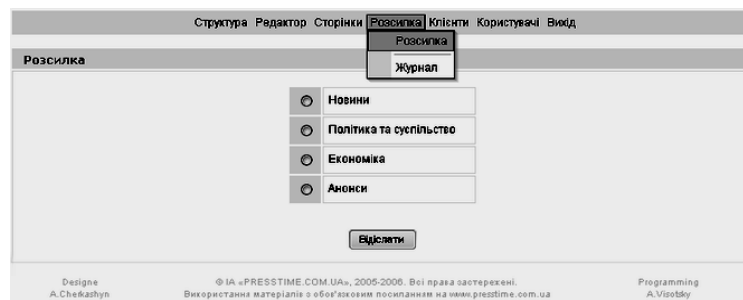 Структура Редактор Сторінки Розсилка Клієнти Користувачі Вихід
Розсилка
Журнал
Розсилка
Новини
Політика та суспільство
Економіка
Анонси
Відіслати
Designe
A.Cherkashyn
© ІА «PRESSTIME.COM.UA», 2005-2006. Всі права застережені.
Використання матеріалів з обов'язковим посиланням на www.presstime.com.ua
Programming
A.Visotsky